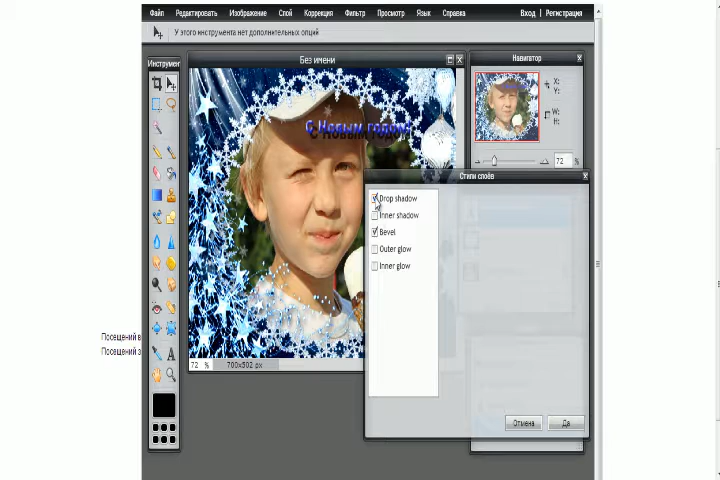 Файл Редактировать Изображение Слой Коррекция Фильтр Просмотр Язык Справка Вход | Регистрация
У этого инструмента нет дополнительных опций
Инструмент
Без имени
Навигатор
X:
Y:
W:
H:
72 %
С Новым годом!
Стили слоёв
Drop shadow
Inner shadow
Bevel
Outer glow
Inner glow
Посещений в
Посещений з
72 % 700x502 px
Отмена Да